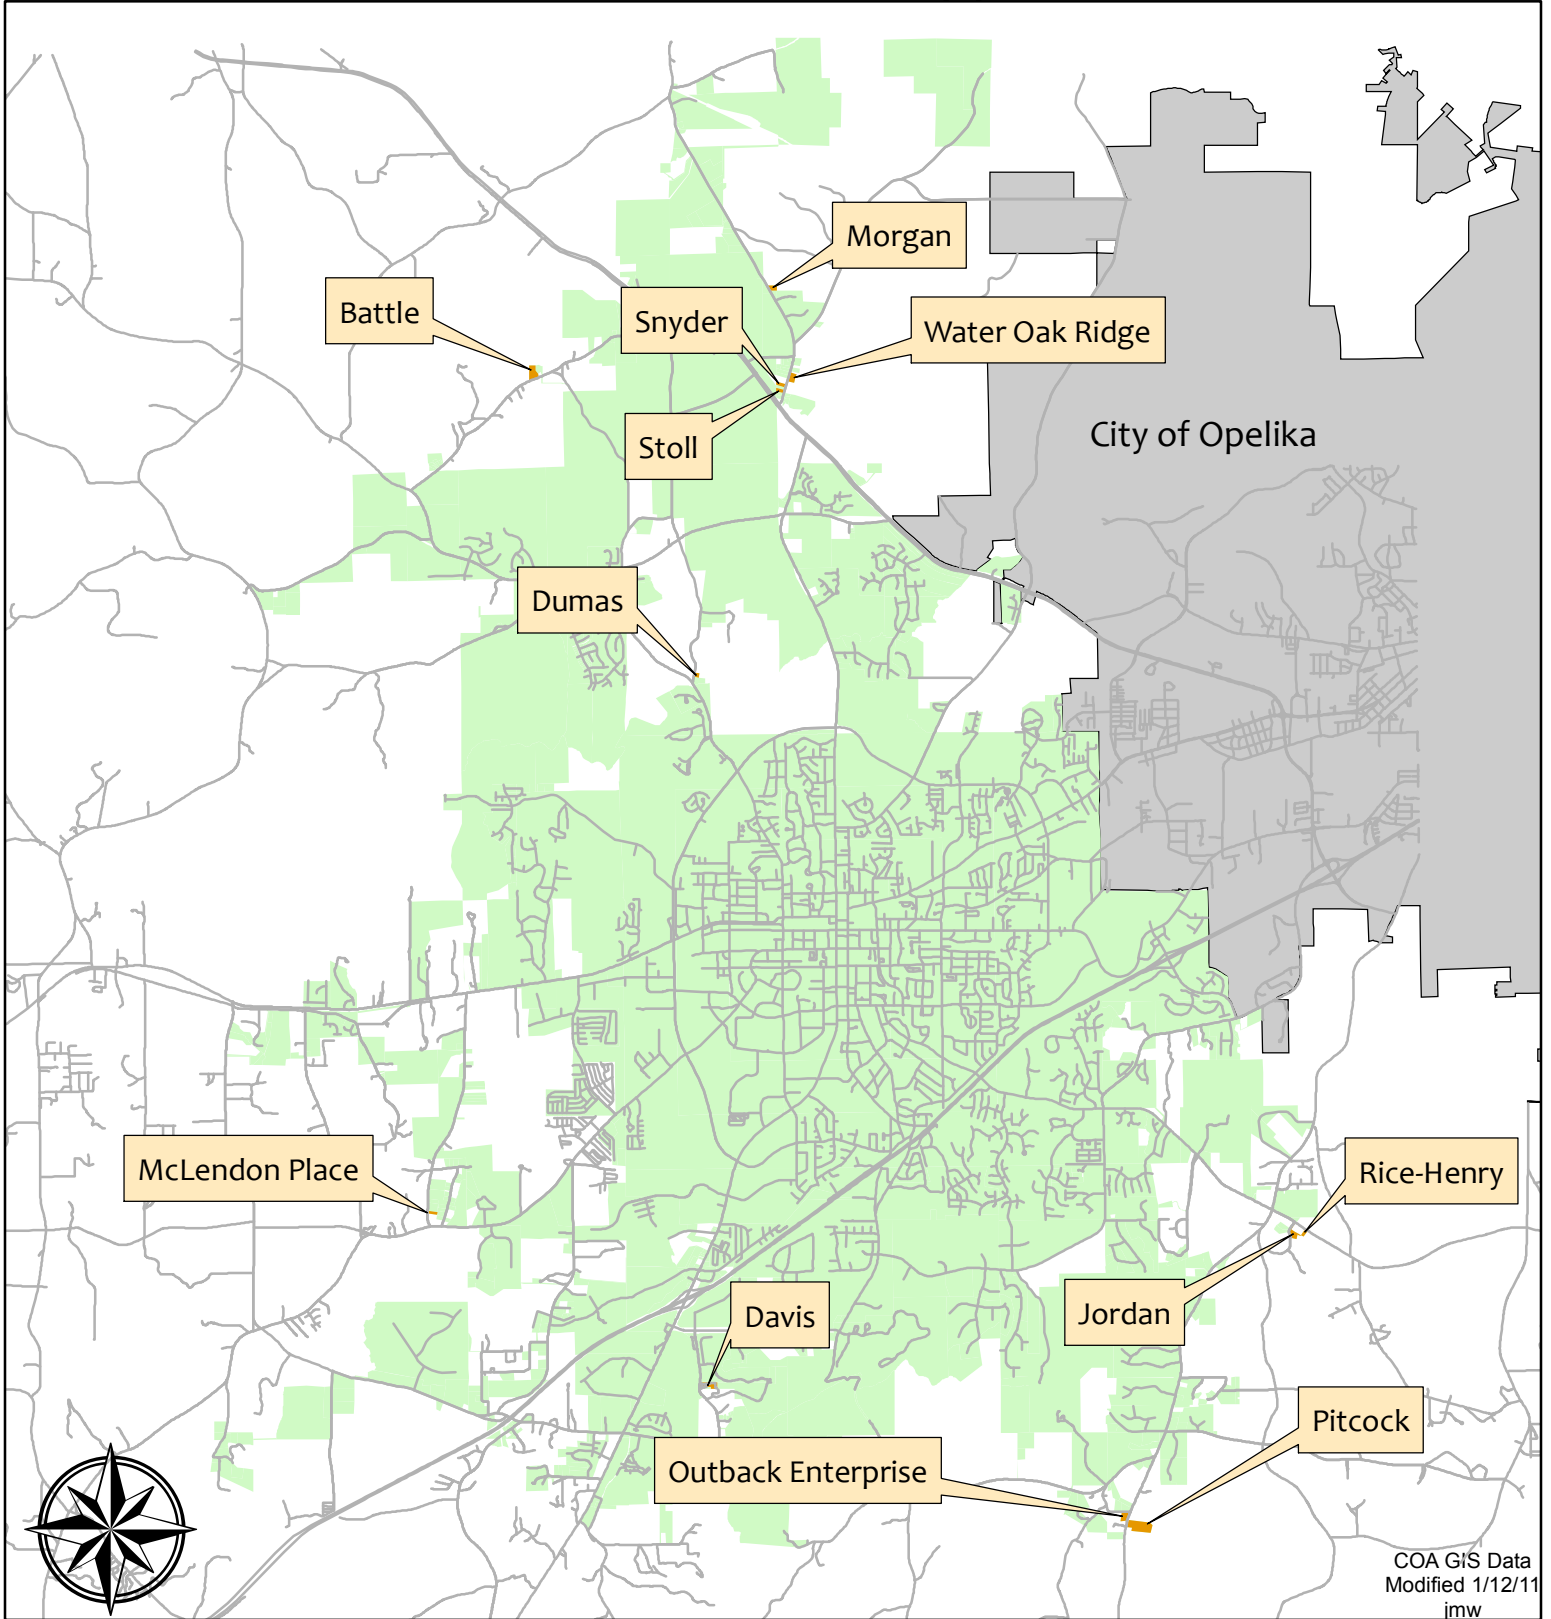 Morgan
Battle
Snyder
Water Oak Ridge
Stoll
City of Opelika
Dumas
McLendon Place
Rice-Henry
Davis
Jordan
Pitcock
Outback Enterprise
COA GIS Data
Modified 1/12/11
jmw